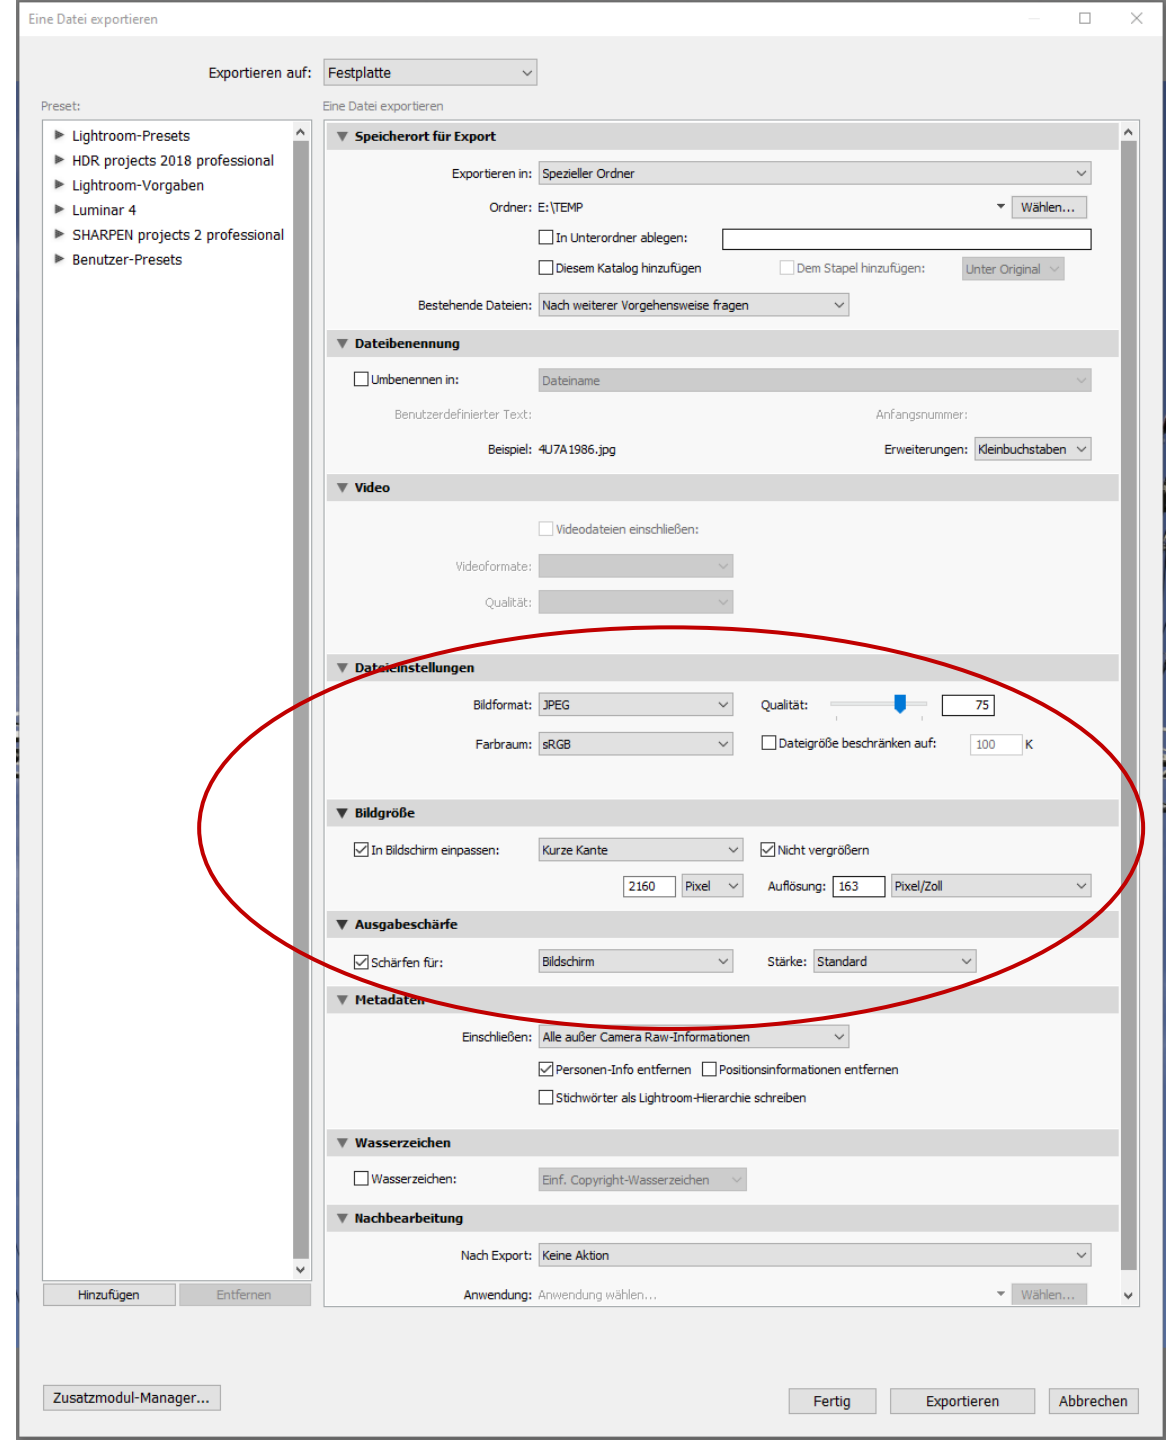 Eine Datei exportieren
Exportieren auf: Festplatte
Preset:
Lightroom-Presets
HDR projects 2018 professional
Lightroom-Vorgaben
Luminar 4
SHARPEN projects 2 professional
Benutzer-Presets
Hinzufügen Entfernen
Eine Datei exportieren
Speicherort für Export
Exportieren in: Spezieller Ordner
Ordner: E:\TEMP Wählen...
In Unterordner ablegen:
Diesem Katalog hinzufügen Dem Stapel hinzufügen: Unter Original
Bestehende Dateien: Nach weiterer Vorgehensweise fragen
Dateibenennung
Umbenennen in: Dateiname
Benutzerdefinierter Text: Anfangsnummer:
Beispiel: 4U7A1986.jpg Erweiterungen: Kleinbuchstaben
Video
Videodateien einschließen:
Videoformate:
Qualität:
Dateieinstellungen
Bildformat: JPEG Qualität: 75
Farbraum: sRGB Dateigröße beschränken auf: 100 K
Bildgröße
In Bildschirm einpassen: Kurze Kante Nicht vergrößern
2160 Pixel Auflösung: 163 Pixel/Zoll
Ausgabeschärfe
Schärfen für: Bildschirm Stärke: Standard
Metadaten
Einschließen: Alle außer Camera Raw-Informationen
Personen-Info entfernen Positionsinformationen entfernen
Stichwörter als Lightroom-Hierarchie schreiben
Wasserzeichen
Wasserzeichen: Einf. Copyright-Wasserzeichen
Nachbearbeitung
Nach Export: Keine Aktion
Anwendung: Anwendung wählen... Wählen...
Zusatzmodul-Manager... Fertig Exportieren Abbrechen